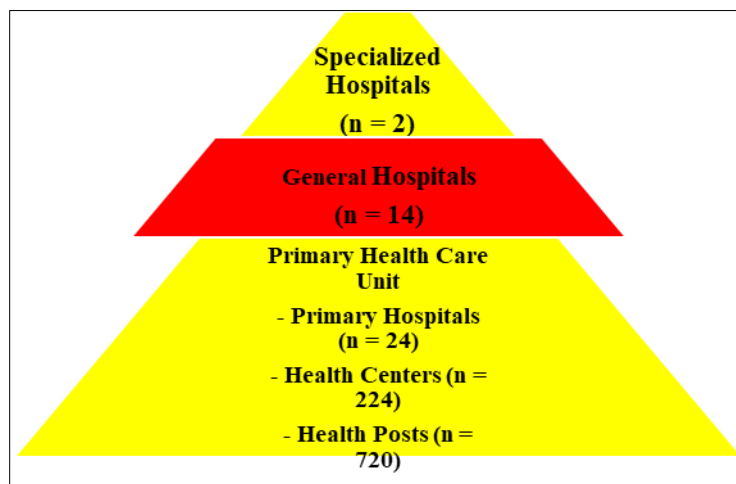 Specialized
Hospitals
(n = 2)
General Hospitals
(n = 14)
Primary Health Care
Unit
- Primary Hospitals
(n = 24)
- Health Centers (n =
224)
- Health Posts (n =
720)